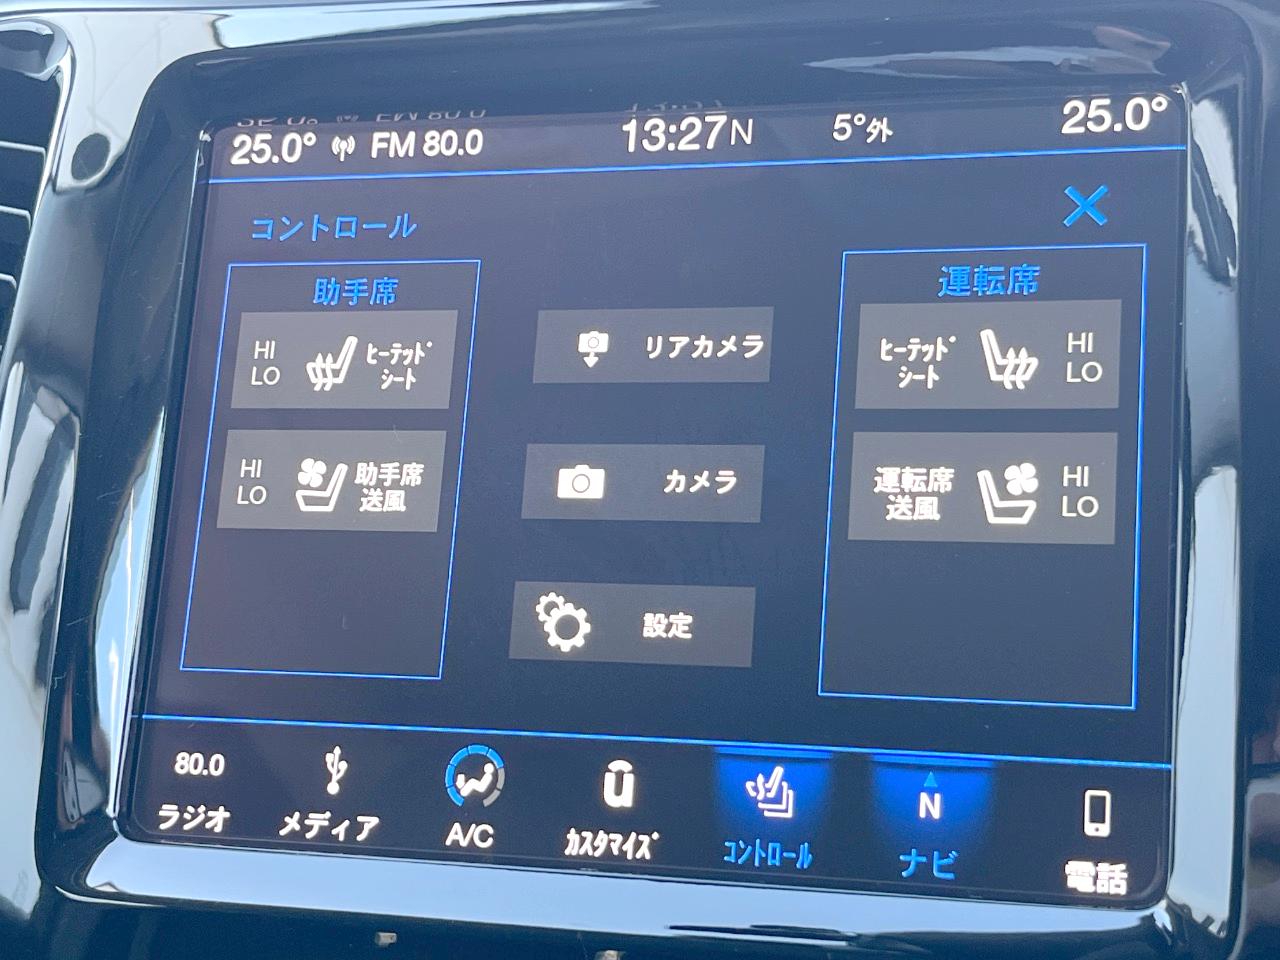 25.0° FM 80.0 13:27 N 5°外 25.0°
コントロール
助手席
HI
LO
ﾋｰﾃｯﾄﾞ
ｼｰﾄ
HI
LO
助手席
送風
リアカメラ
カメラ
設定
運転席
ﾋｰﾃｯﾄﾞ
ｼｰﾄ
HI
LO
運転席
送風
HI
LO
80.0
ラジオ
メディア
A/C
ｶｽﾀﾏｲｽﾞ
ｺﾝﾄﾛｰﾙ
N
ナビ
電話